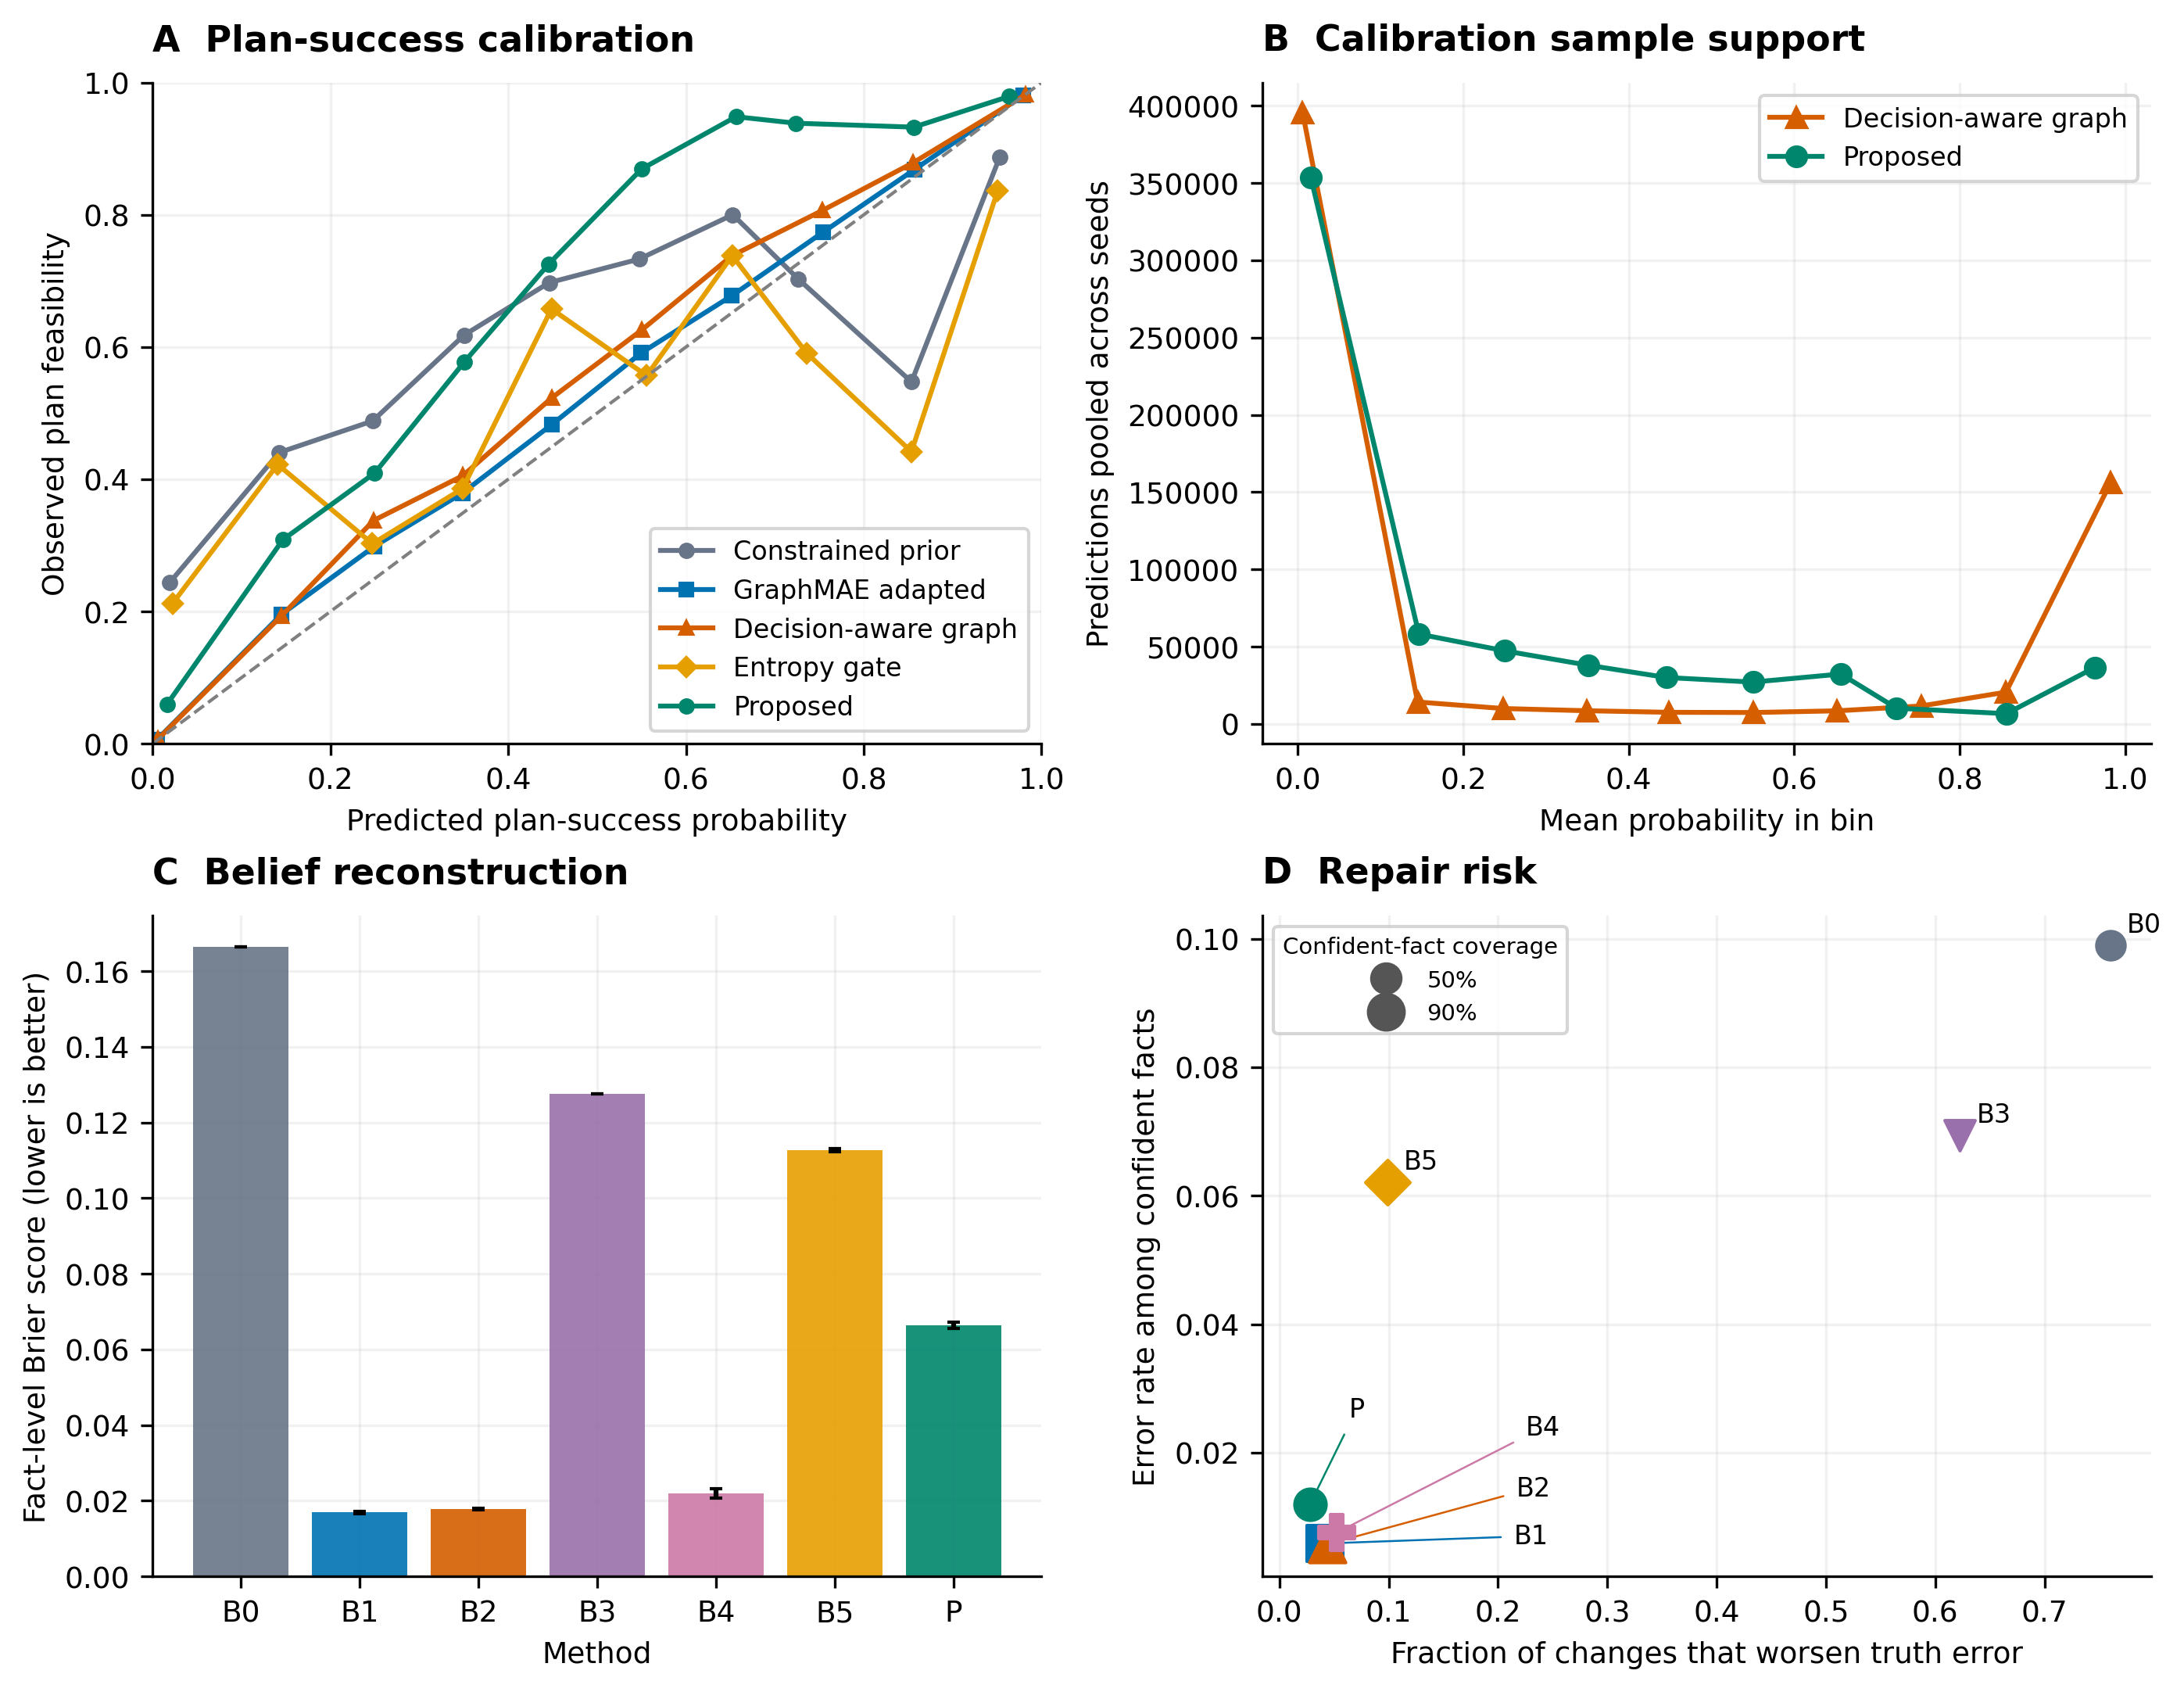 A Plan-success calibration
1.0
0.8
0.6
0.4
0.2
0.0
Observed plan feasibility
Constrained prior
GraphMAE adapted
Decision-aware graph
Entropy gate
Proposed
0.0 0.2 0.4 0.6 0.8 1.0
Predicted plan-success probability
B Calibration sample support
400000
350000
300000
250000
200000
150000
100000
50000
0
Predictions pooled across seeds
Decision-aware graph
Proposed
0.0 0.2 0.4 0.6 0.8 1.0
Mean probability in bin
C Belief reconstruction
0.16
0.14
0.12
0.10
0.08
0.06
0.04
0.02
0.00
Fact-level Brier score (lower is better)
B0 B1 B2 B3 B4 B5 P
Method
D Repair risk
0.10
0.08
0.06
0.04
0.02
Error rate among confident facts
Confident-fact coverage
50%
90%
B0
B3
B5
P
B4
B2
B1
0.0 0.1 0.2 0.3 0.4 0.5 0.6 0.7
Fraction of changes that worsen truth error